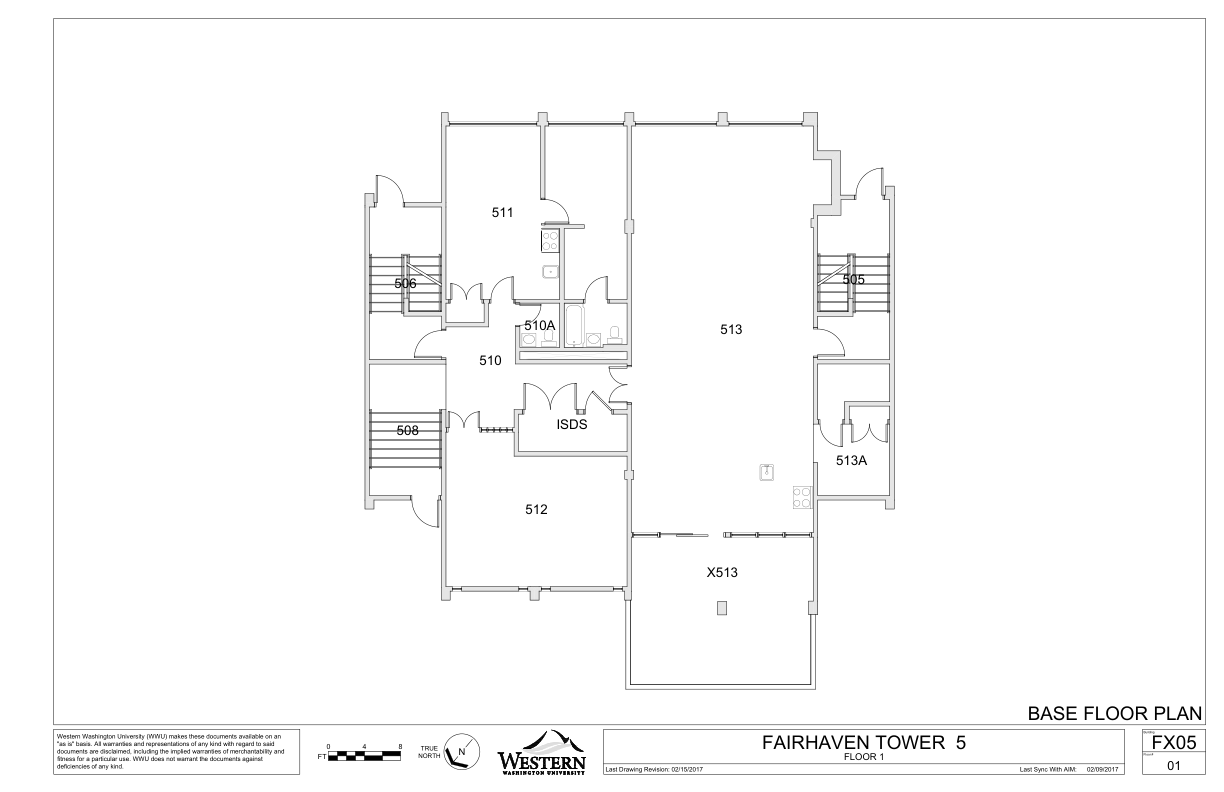 511
506
505
510A
513
510
508
ISDS
513A
512
X513
BASE FLOOR PLAN
Western Washington University (WWU) makes these documents available on an
"as is" basis. All warranties and representations of any kind with regard to said
documents are disclaimed, including the implied warranties of merchantability and
fitness for a particular use. WWU does not warrant the documents against
deficiencies of any kind.
0 4 8
FT
TRUE
NORTH
N
WESTERN
WASHINGTON UNIVERSITY
FAIRHAVEN TOWER 5
FLOOR 1
Last Drawing Revision: 02/15/2017
Last Sync With AIM: 02/09/2017
FX05
01